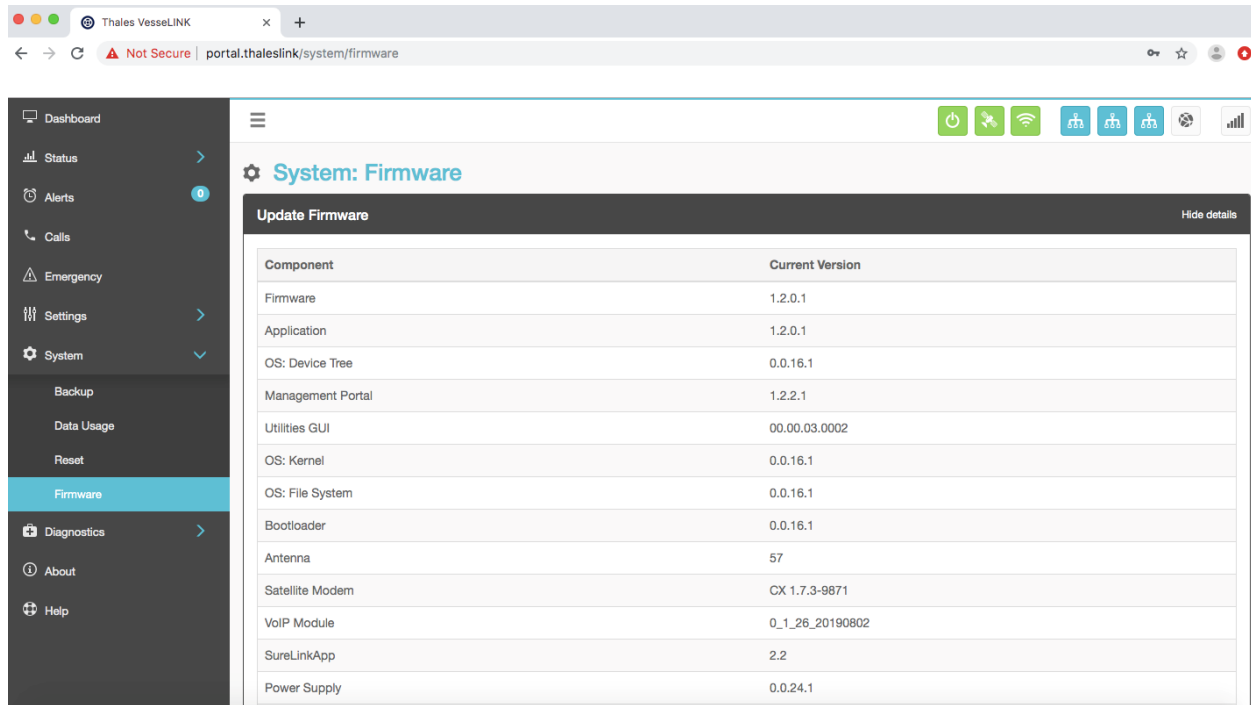 Thales VesseLINK
Not Secure portal.thaleslink/system/firmware
Dashboard
Status
Alerts 0
Calls
Emergency
Settings
System
Backup
Data Usage
Reset
Firmware
Diagnostics
About
Help
System: Firmware
Update Firmware Hide details
Component Current Version
Firmware 1.2.0.1
Application 1.2.0.1
OS: Device Tree 0.0.16.1
Management Portal 1.2.2.1
Utilities GUI 00.00.03.0002
OS: Kernel 0.0.16.1
OS: File System 0.0.16.1
Bootloader 0.0.16.1
Antenna 57
Satellite Modem CX 1.7.3-9871
VoIP Module 0_1_26_20190802
SureLinkApp 2.2
Power Supply 0.0.24.1